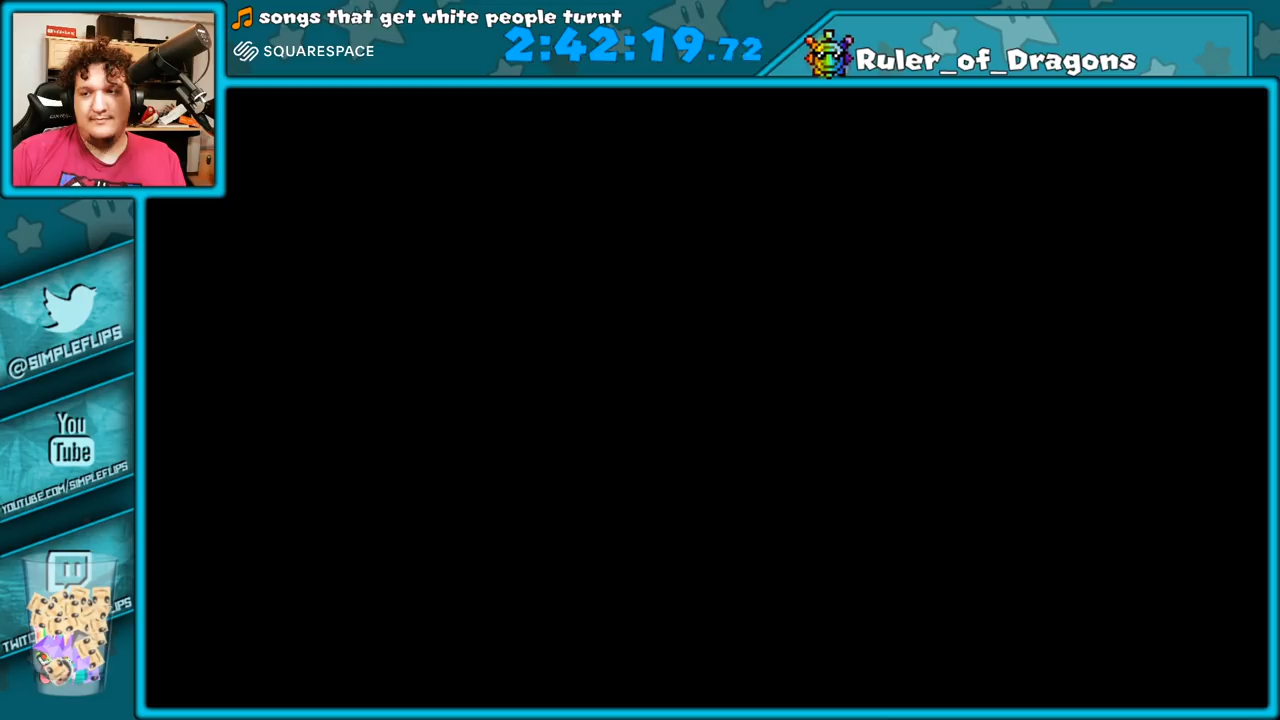 songs that get white people turnt
SQUARESPACE
2:42:19.72
Ruler_of_Dragons
@SIMPLEFLIPS
You
Tube
YOUTUBE.COM/SIMPLEFLIPS